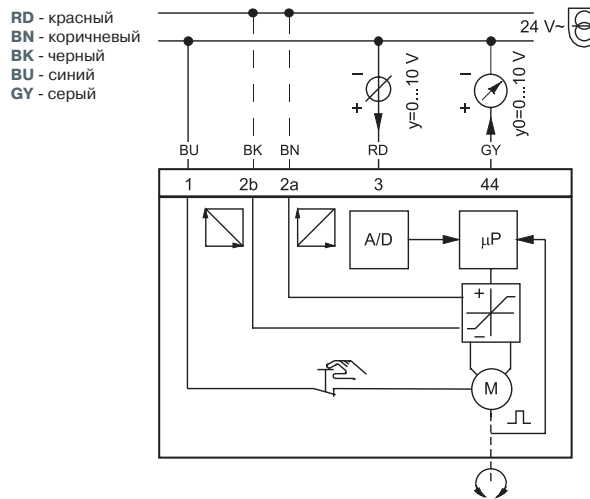 RD - красный
BN - коричневый
BK - черный
BU - синий
GY - серый
24 V~
y=0...10 V
y0=0...10 V
BU BK BN RD GY
1 2b 2a 3 44
A/D
µP
M